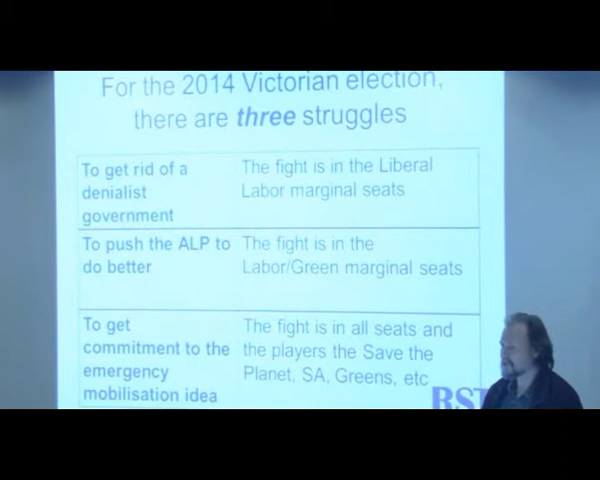 For the 2014 Victorian election,
there are three struggles
To get rid of a
denialist
government
The fight is in the Liberal
Labor marginal seats
To push the ALP to
do better
The fight is in the
Labor/Green marginal seats
To get
commitment to the
emergency
mobilisation idea
The fight is in all seats and
the players the Save the
Planet, SA, Greens, etc
RST